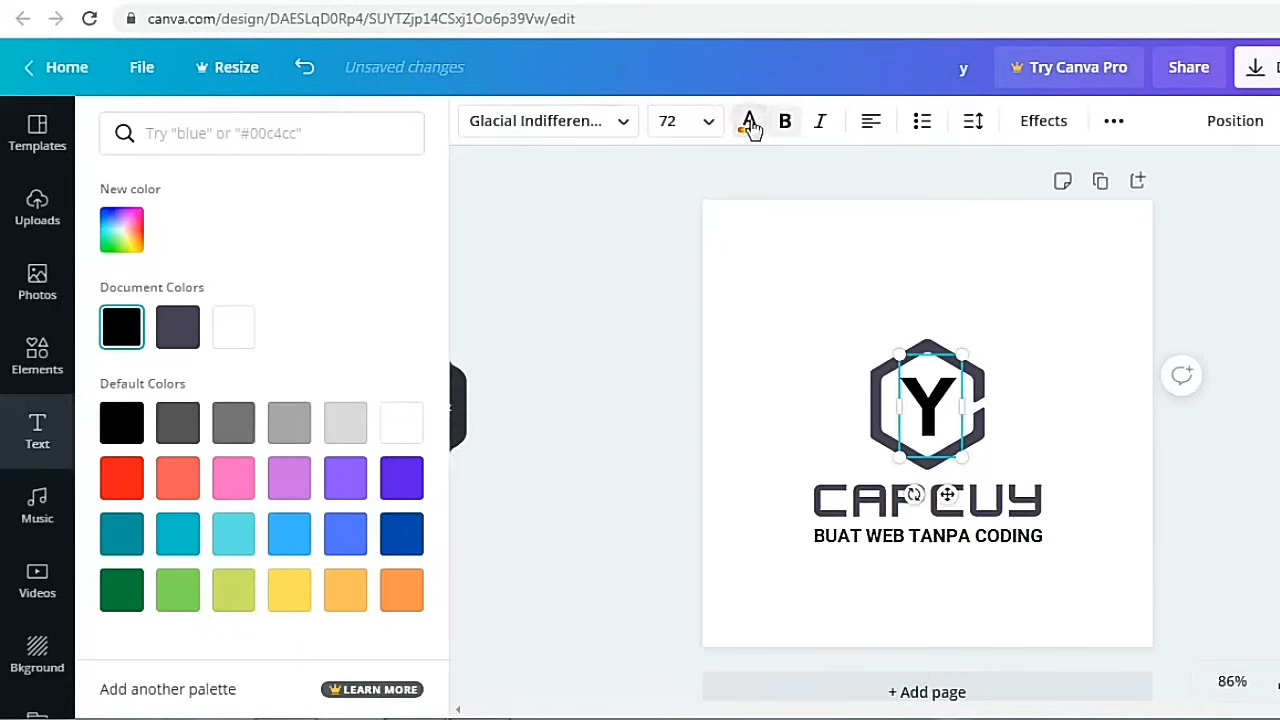 canva.com/design/DAESLqD0Rp4/SUYTZjp14CSxj1Oo6p39Vw/edit
Home File Resize Unsaved changes y Try Canva Pro Share
Try "blue" or "#00c4cc"
Glacial Indifferen... 72 A B I Effects ••• Position
Templates
Uploads
Photos
Elements
Text
Music
Videos
Bkground
New color
Document Colors
Default Colors
Add another palette LEARN MORE
Y
CAPCUY
BUAT WEB TANPA CODING
+ Add page
86%